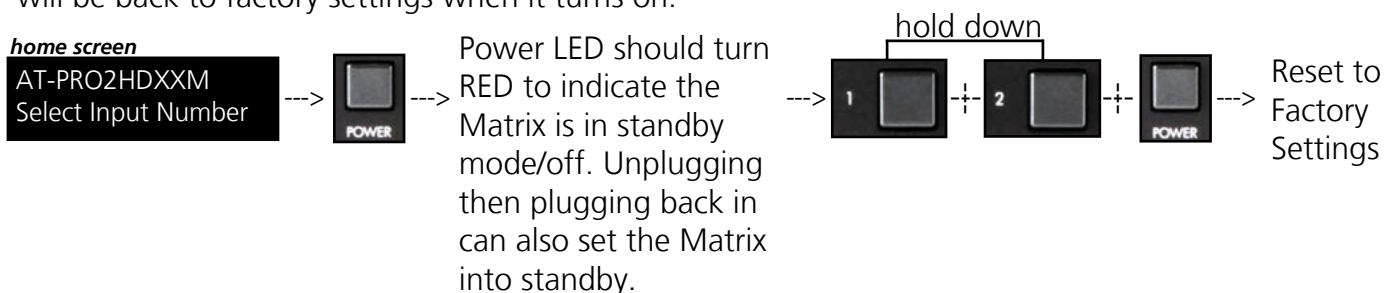 will be back to factory settings when it turns on.
home screen
AT-PRO2HDXXM
Select Input Number
--->
POWER
--->
Power LED should turn
RED to indicate the
Matrix is in standby
mode/off. Unplugging
then plugging back in
can also set the Matrix
into standby.
--->
hold down
1
-+-
2
-+-
POWER
--->
Reset to
Factory
Settings